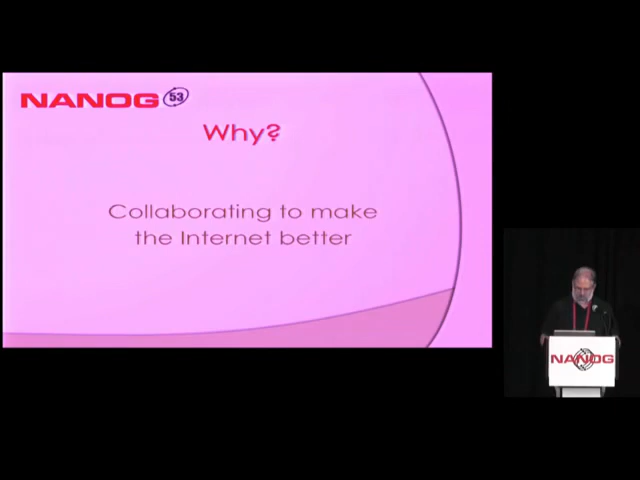 NANOG 53
Why?
Collaborating to make
the Internet better
NANOG